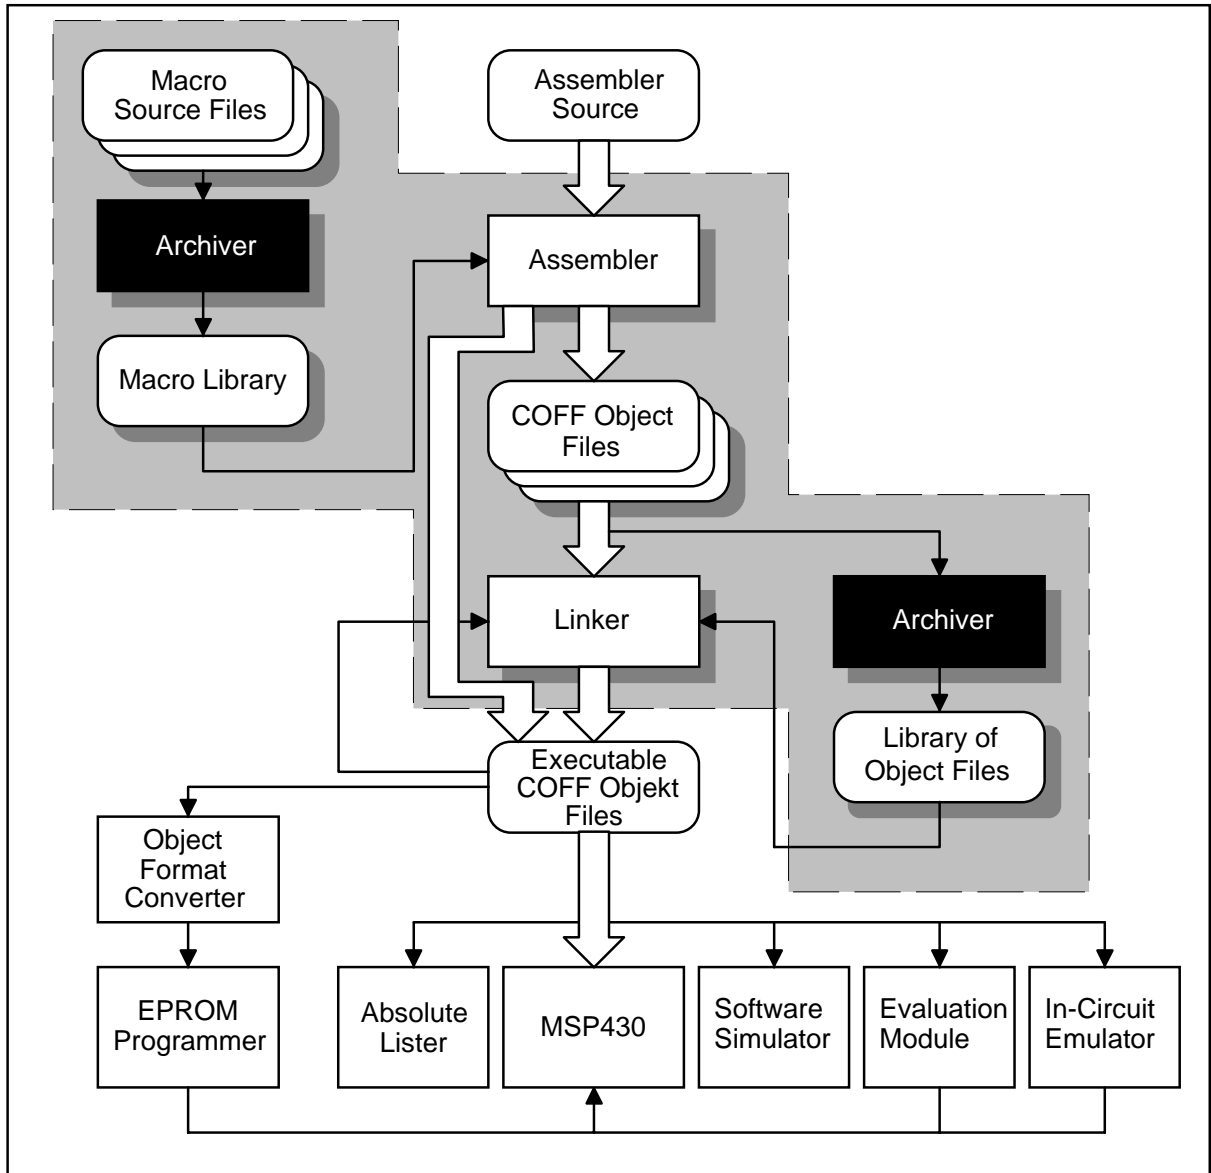 Macro
Source Files
Assembler
Source
Archiver
Assembler
Macro Library
COFF Object
Files
Linker
Archiver
Executable
COFF Objekt
Files
Library of
Object Files
Object
Format
Converter
EPROM
Programmer
Absolute
Lister
MSP430
Software
Simulator
Evaluation
Module
In-Circuit
Emulator